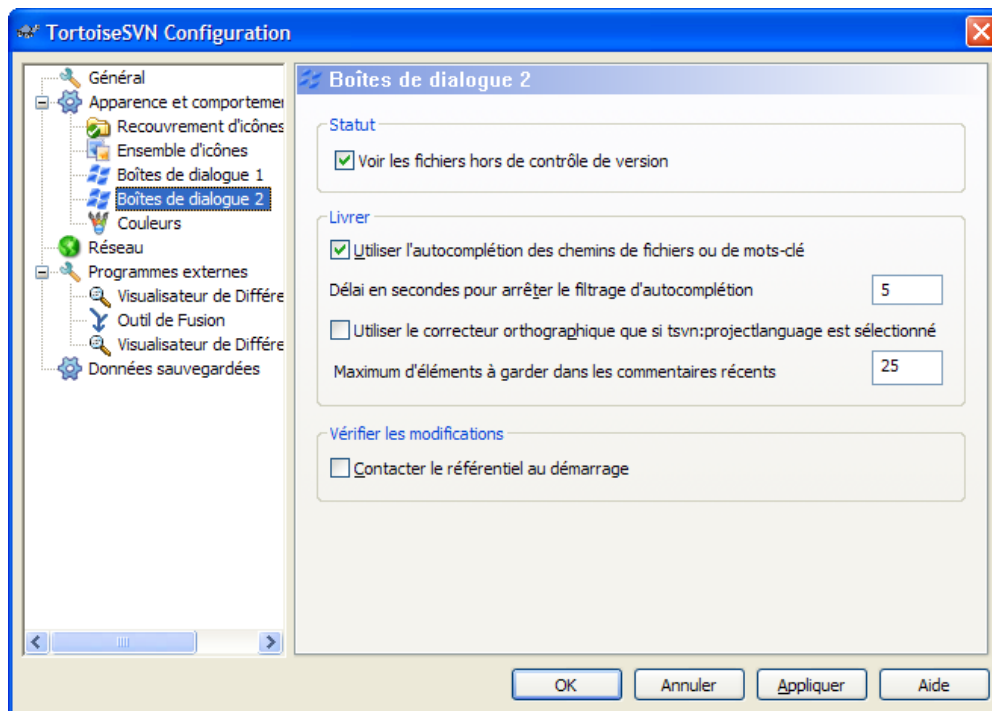 TortoiseSVN Configuration
Général
Apparence et comportemer
Recouvrement d'icônes
Ensemble d'icônes
Boîtes de dialogue 1
Boîtes de dialogue 2
Couleurs
Réseau
Programmes externes
Visualisateur de Différe
Outil de Fusion
Visualisateur de Différe
Données sauvegardées
Boîtes de dialogue 2
Statut
Voir les fichiers hors de contrôle de version
Livrer
Utiliser l'autocomplétion des chemins de fichiers ou de mots-clé
Délai en secondes pour arrêter le filtrage d'autocomplétion 5
Utiliser le correcteur orthographique que si tsvn:projectlanguage est sélectionné
Maximum d'éléments à garder dans les commentaires récents 25
Vérifier les modifications
Contacter le référentiel au démarrage
OK Annuler Appliquer Aide